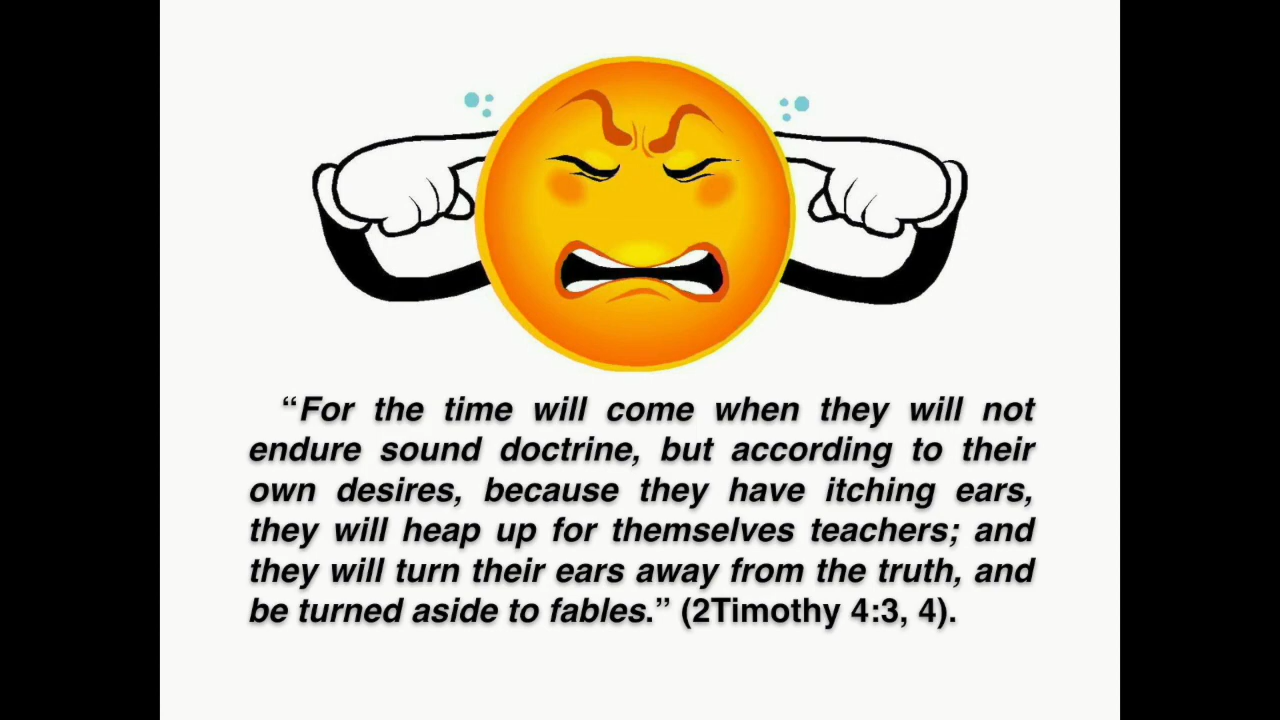 “For the time will come when they will not
endure sound doctrine, but according to their
own desires, because they have itching ears,
they will heap up for themselves teachers; and
they will turn their ears away from the truth, and
be turned aside to fables.” (2Timothy 4:3, 4).